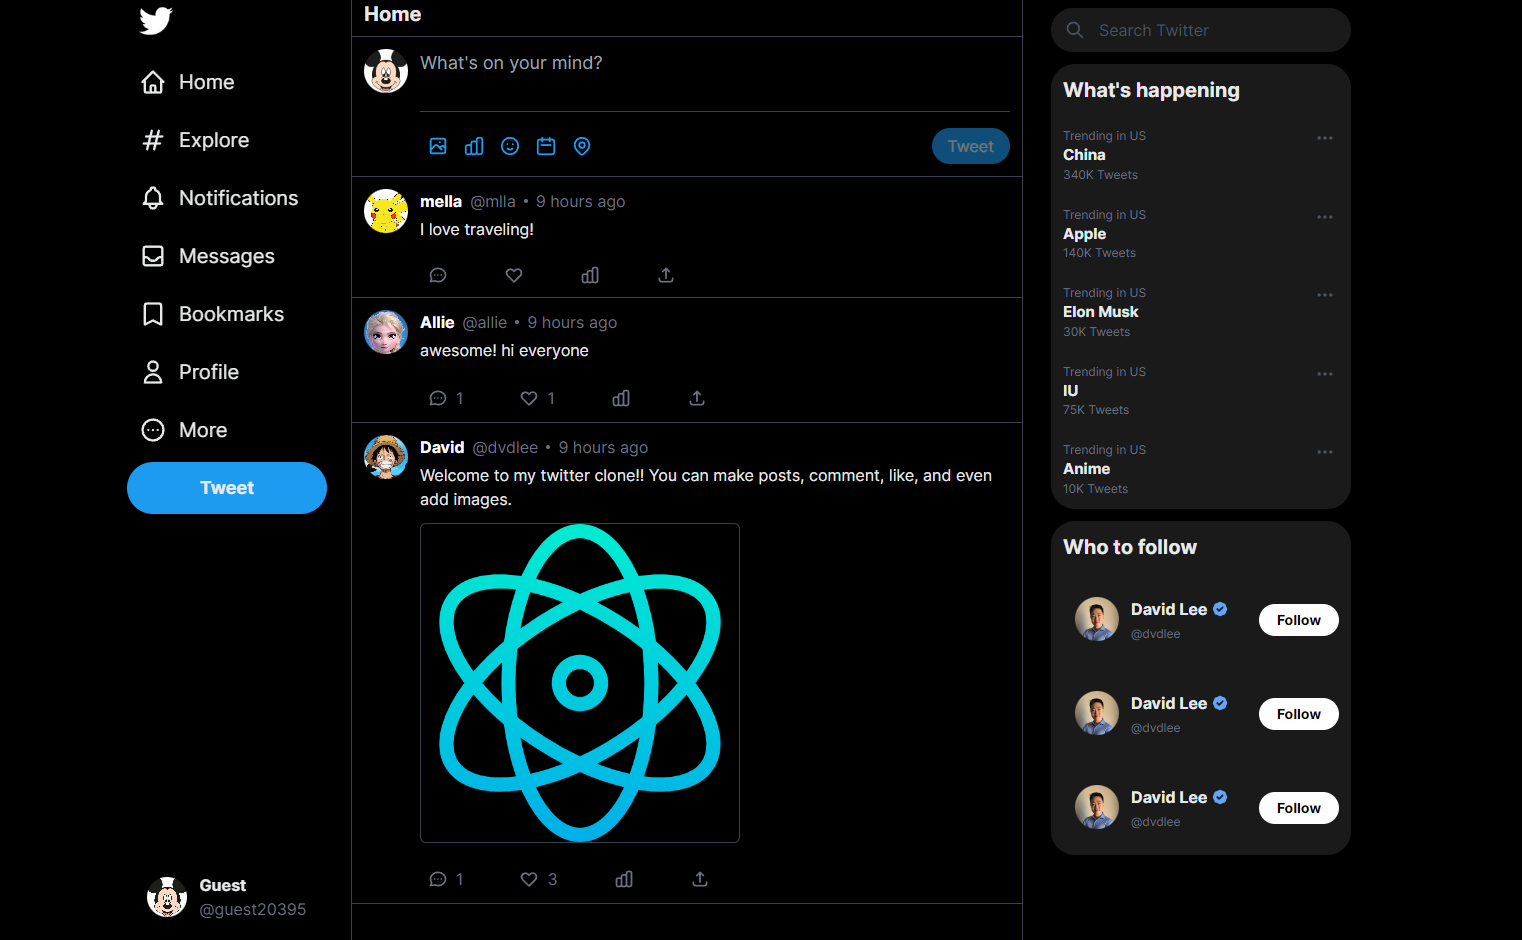 Home
Explore
Notifications
Messages
Bookmarks
Profile
More
Tweet
Guest
@guest20395
Home
What's on your mind?
Tweet
mella @mlla • 9 hours ago
I love traveling!
Allie @allie • 9 hours ago
awesome! hi everyone
1 1
David @dvdlee • 9 hours ago
Welcome to my twitter clone!! You can make posts, comment, like, and even
add images.
1 3
Search Twitter
What's happening
Trending in US
China
340K Tweets
Trending in US
Apple
140K Tweets
Trending in US
Elon Musk
30K Tweets
Trending in US
IU
75K Tweets
Trending in US
Anime
10K Tweets
Who to follow
David Lee
@dvdlee
Follow
David Lee
@dvdlee
Follow
David Lee
@dvdlee
Follow